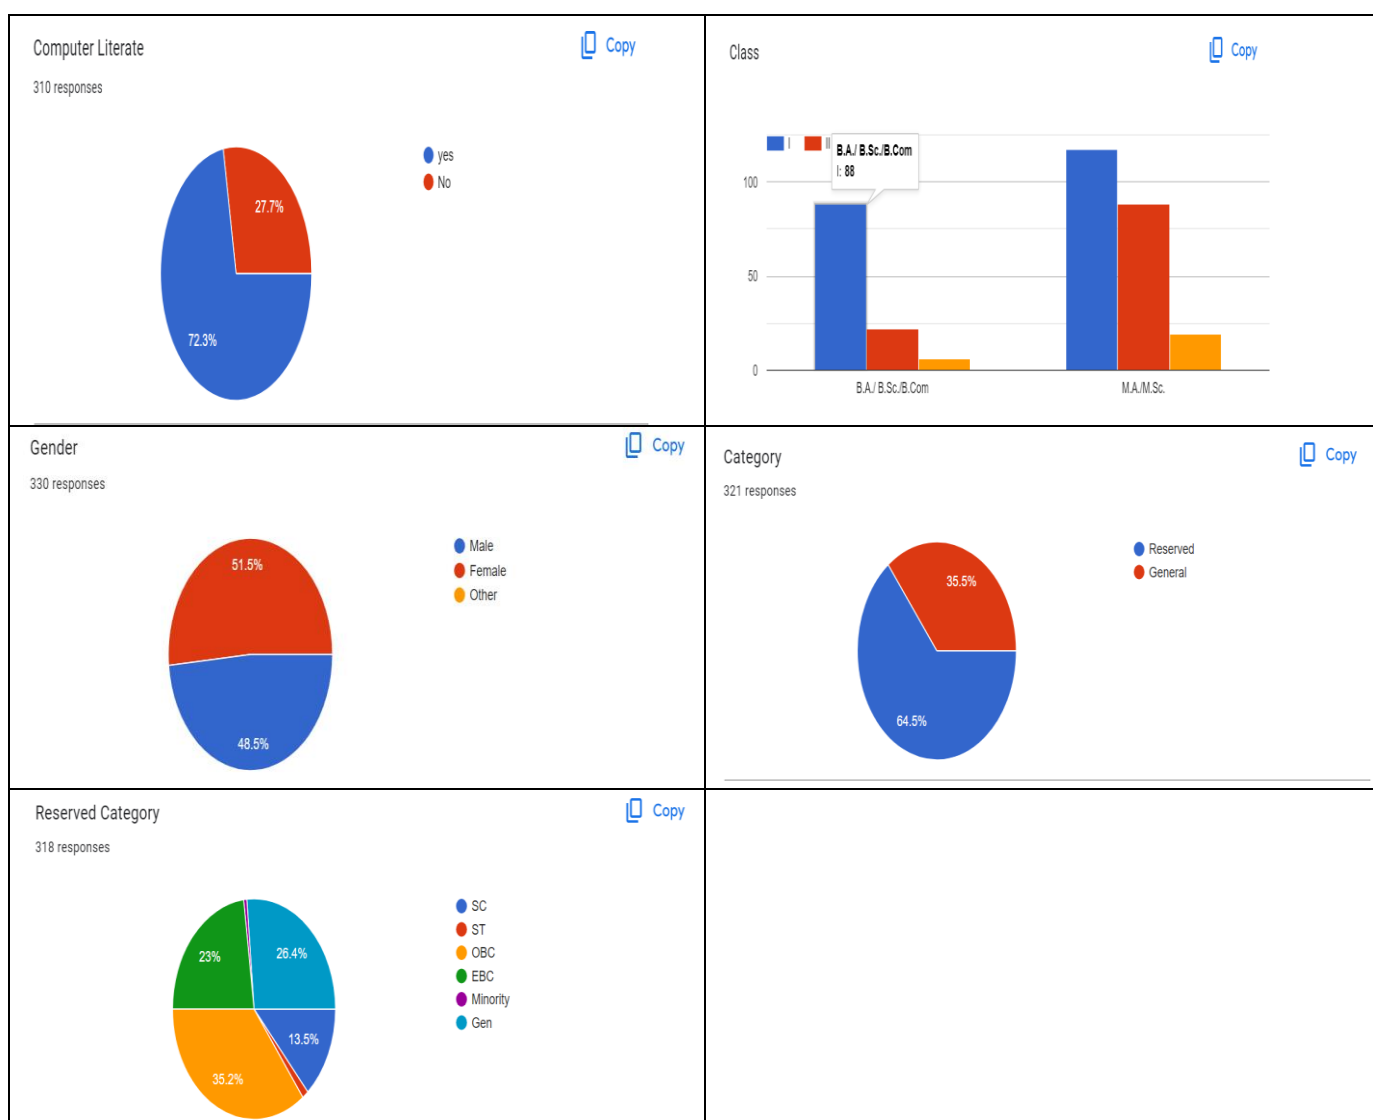 Computer Literate
Copy
310 responses
yes
No
27.7%
72.3%
Class
Copy
I
II
B.A./ B.Sc./B.Com
I: 88
100
50
0
B.A./ B.Sc./B.Com
M.A./M.Sc.
Gender
Copy
330 responses
Male
Female
Other
51.5%
48.5%
Category
Copy
321 responses
Reserved
General
35.5%
64.5%
Reserved Category
Copy
318 responses
SC
ST
OBC
EBC
Minority
Gen
23%
26.4%
13.5%
35.2%